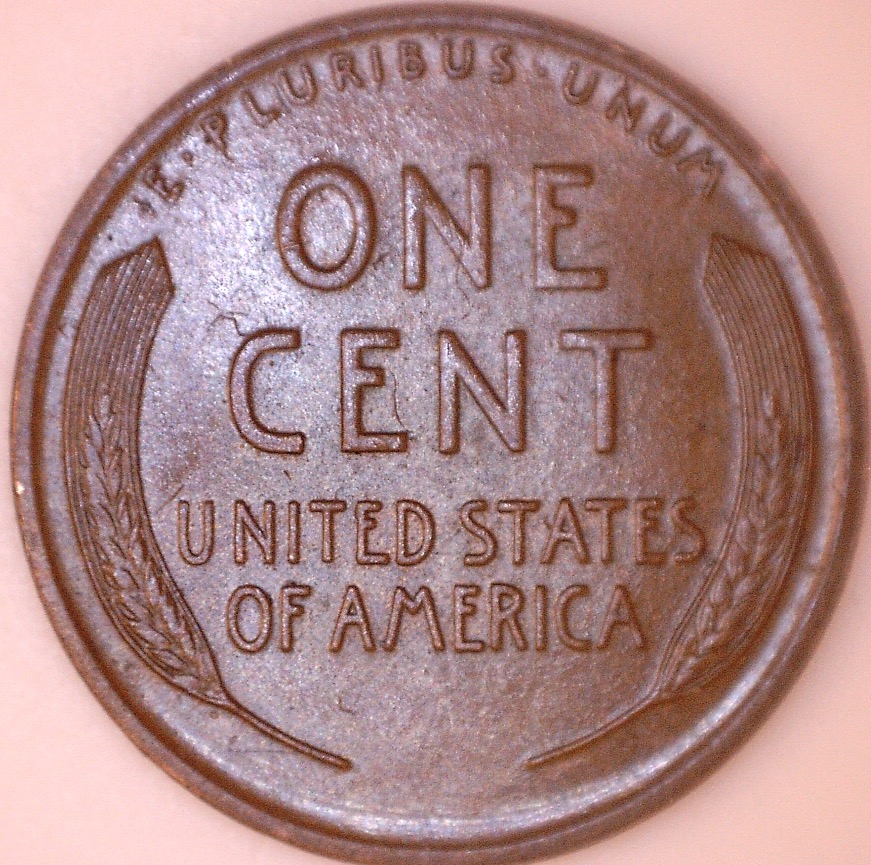 E · PLURIBUS · UNUM
ONE
CENT
UNITED STATES
OF AMERICA